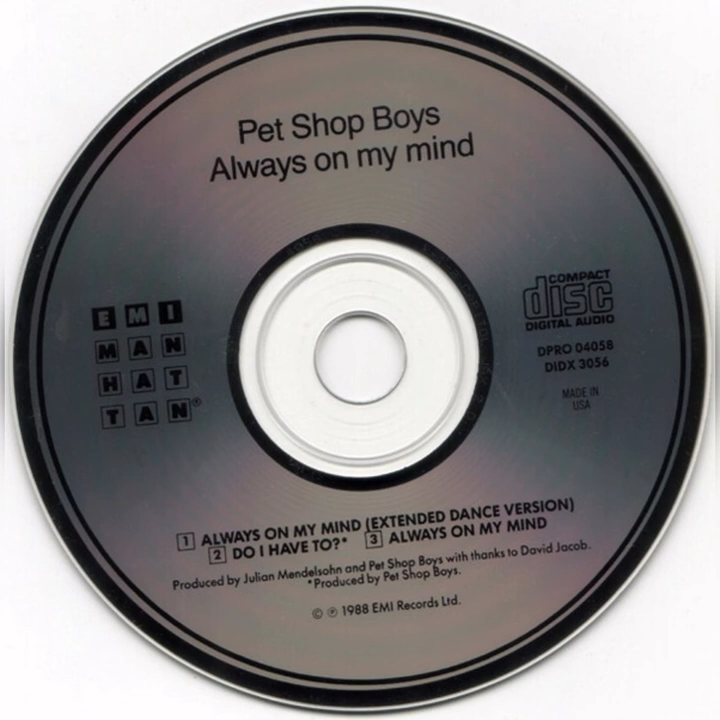 Pet Shop Boys
Always on my mind
EMI
MAN
HAT
TAN®
COMPACT
disc
DIGITAL AUDIO
DPRO 04058
DIDX 3056
MADE IN
USA
1 ALWAYS ON MY MIND (EXTENDED DANCE VERSION)
2 DO I HAVE TO?* 3 ALWAYS ON MY MIND
Produced by Julian Mendelsohn and Pet Shop Boys with thanks to David Jacob.
*Produced by Pet Shop Boys.
© ℗ 1988 EMI Records Ltd.